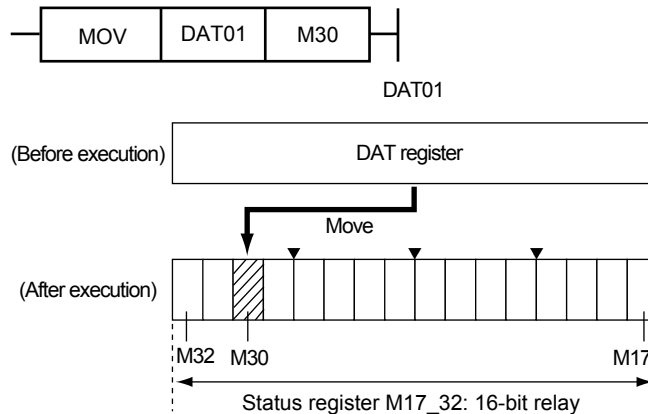 MOV DAT01 M30
DAT01
(Before execution) DAT register
Move
(After execution)
M32 M30 M17
Status register M17_32: 16-bit relay